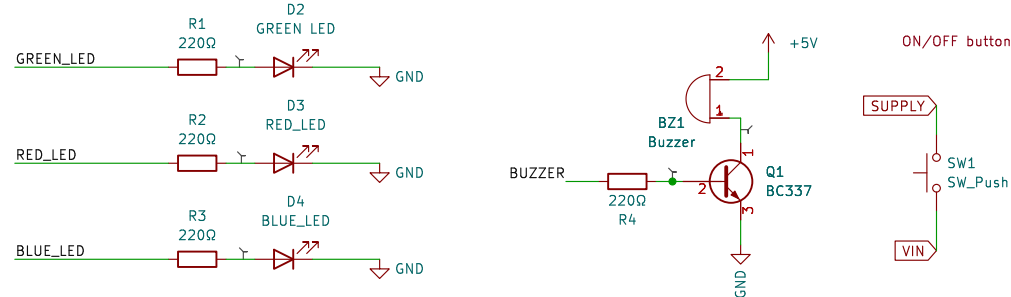 R1
220Ω
D2
GREEN LED
GREEN_LED
GND
R2
220Ω
D3
RED_LED
RED_LED
GND
R3
220Ω
D4
BLUE_LED
BLUE_LED
GND
+5V
2
1
BZ1
Buzzer
BUZZER
220Ω
R4
1
2
3
Q1
BC337
GND
ON/OFF button
SUPPLY
SW1
SW_Push
VIN